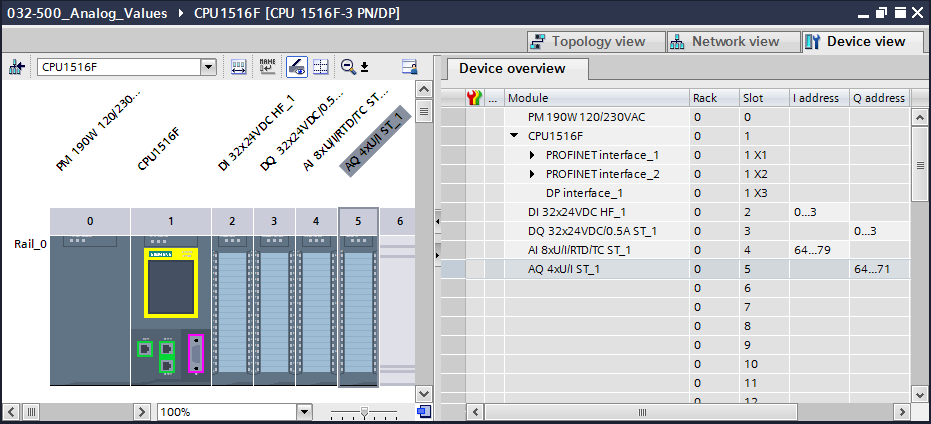 032-500_Analog_Values ▸ CPU1516F [CPU 1516F-3 PN/DP]
Topology view Network view Device view
CPU1516F
Device overview
PM 190W 120/230...
CPU1516F
DI 32x24VDC HF_1
DQ 32x24VDC/0.5...
AI 8xU/I/RTD/TC ST...
AQ 4xU/I ST_1
0 1 2 3 4 5 6
Rail_0
SIEMENS
100%
... Module Rack Slot I address Q address
PM 190W 120/230VAC 0 0
CPU1516F 0 1
PROFINET interface_1 0 1 X1
PROFINET interface_2 0 1 X2
DP interface_1 0 1 X3
DI 32x24VDC HF_1 0 2 0...3
DQ 32x24VDC/0.5A ST_1 0 3 0...3
AI 8xU/I/RTD/TC ST_1 0 4 64...79
AQ 4xU/I ST_1 0 5 64...71
0 6
0 7
0 8
0 9
0 10
0 11
0 12